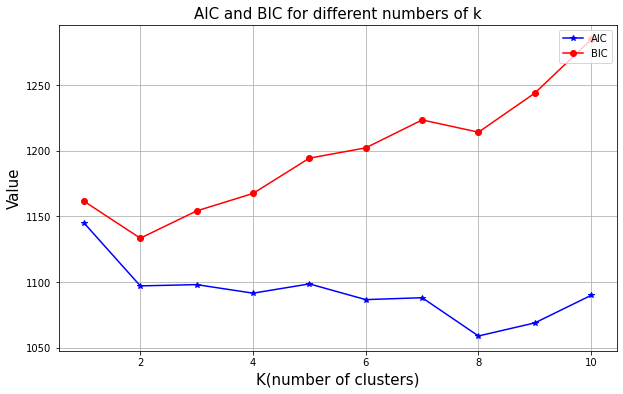 AIC and BIC for different numbers of k
AIC
BIC
1250
1200
1150
1100
1050
Value
2 4 6 8 10
K(number of clusters)